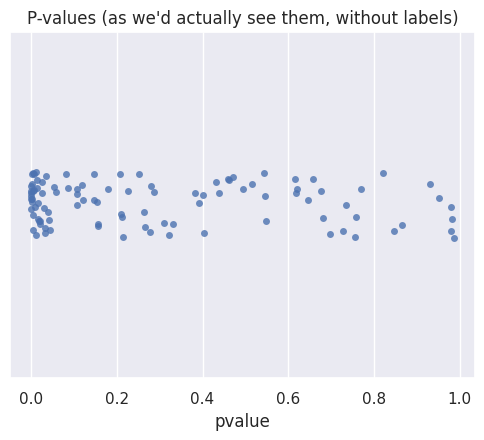 P-values (as we'd actually see them, without labels)
0.0 0.2 0.4 0.6 0.8 1.0
pvalue